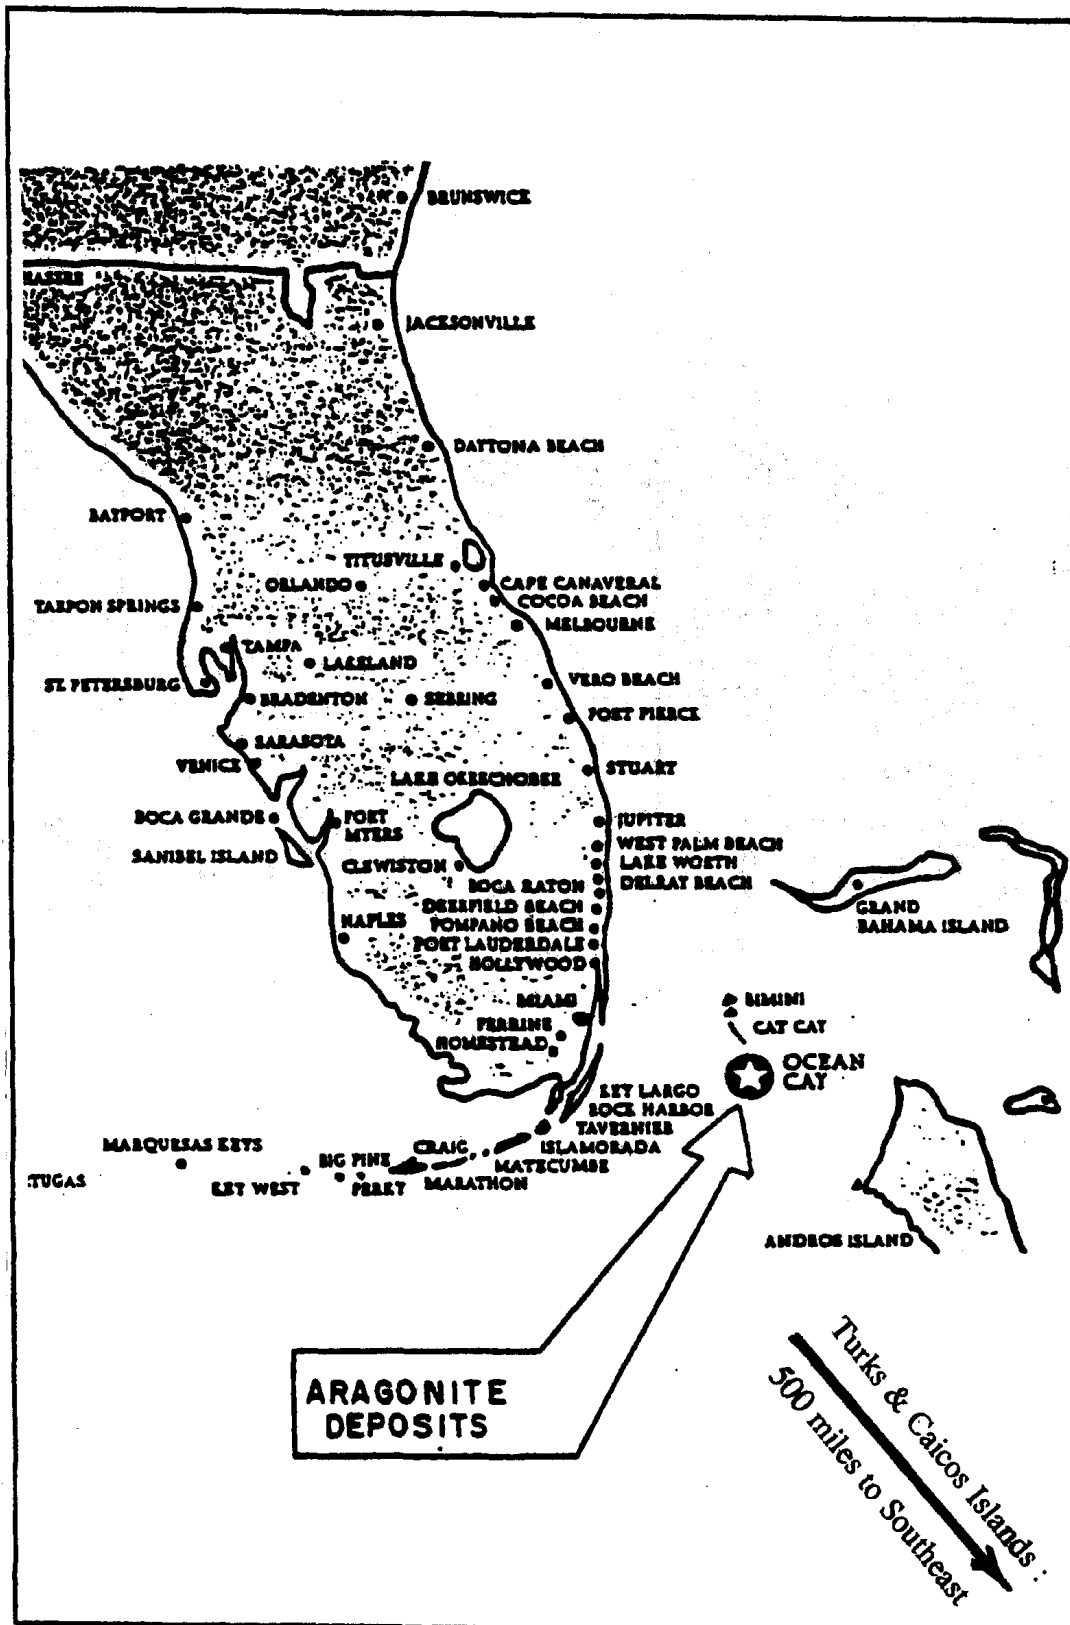 BRUNSWICK
JACKSONVILLE
DAYTONA BEACH
BAYPORT
TITUSVILLE
ORLANDO
CAPE CANAVERAL
TARPON SPRINGS
COCOA BEACH
MELBOURNE
TAMPA
LAKELAND
ST. PETERSBURG
VERO BEACH
BRADENTON
SEBRING
FORT PIERCE
SARASOTA
VENICE
STUART
LAKE OKEECHOBEE
BOCA GRANDE
FORT
MYERS
JUPITER
WEST PALM BEACH
SANIBEL ISLAND
CLEWISTON
LAKE WORTH
BOCA RATON
DELRAY BEACH
DEERFIELD BEACH
GRAND
BAHAMA ISLAND
NAPLES
POMPANO BEACH
FORT LAUDERDALE
HOLLYWOOD
MIAMI
BIMINI
PERRINE
CAT CAY
HOMESTEAD
OCEAN
CAY
KEY LARGO
ROCK HARBOR
TAVERNIER
MARQUESAS KEYS
CRAIG
ISLAMORADA
BIG PINE
MATECUMBE
TUGAS
KEY WEST
PERKY
MARATHON
ANDROS ISLAND
ARAGONITE
DEPOSITS
Turks & Caicos Islands :
500 miles to Southeast